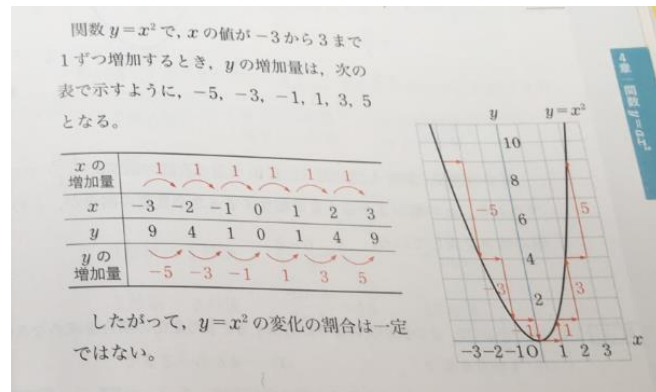 関数 y=x² で, x の値が −3 から 3 まで
1 ずつ増加するとき, y の増加量は, 次の
表で示すように, −5, −3, −1, 1, 3, 5
となる。
x の
増加量 1 1 1 1 1 1
x −3 −2 −1 0 1 2 3
y 9 4 1 0 1 4 9
y の
増加量 −5 −3 −1 1 3 5
したがって, y=x² の変化の割合は一定
ではない。
y y=x²
10
8
−5 6 5
4
−3 2 3
−1 1
−3−2−1O 1 2 3 x
4章 関数 y=ax²